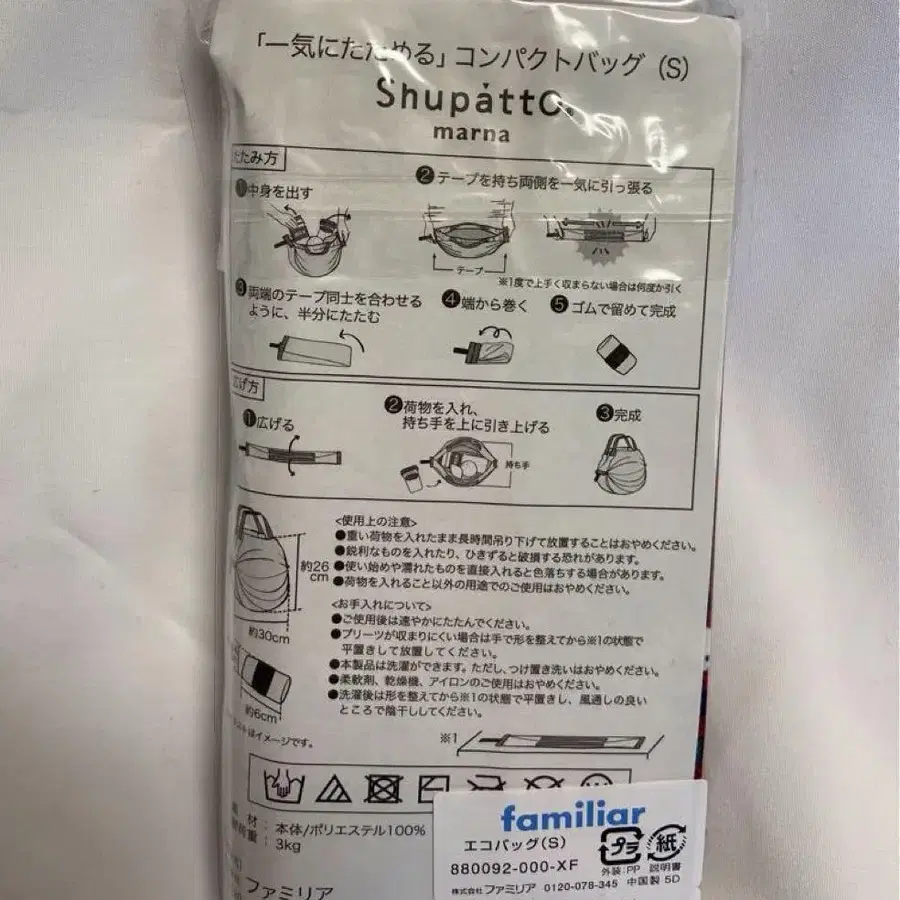 「一気にたためる」コンパクトバッグ（S）
Shupatto.
marna
たたみ方
❶中身を出す
❷テープを持ち両側を一気に引っ張る
テープ
※1度で上手く収まらない場合は何度か引く
❸両端のテープ同士を合わせる
ように、半分にたたむ
❹端から巻く
❺ゴムで留めて完成
広げ方
❶広げる
❷荷物を入れ、
持ち手を上に引き上げる
持ち手
❸完成
約26
cm
約30cm
約6cm
はイメージです。
<使用上の注意>
●重い荷物を入れたまま長時間吊り下げて放置することはおやめください。
●鋭利なものを入れたり、ひきずると破損する恐れがあります。
●使い始めや濡れたものを直接入れると色落ちする場合があります。
●荷物を入れること以外の用途でのご使用はおやめください。
<お手入れについて>
●ご使用後は速やかにたたんでください。
●プリーツが収まりにくい場合は手で形を整えてから※1の状態で
平置きして放置してください。
●本製品は洗濯ができます。ただし、つけ置き洗いはおやめください。
●柔軟剤、乾燥機、アイロンのご使用はおやめください。
●洗濯後は形を整えてから※1の状態で平置きし、風通しの良い
ところで陰干ししてください。
※1
材：本体/ポリエステル100%
荷重：3kg
ファミリア
familiar
エコバッグ(S)
880092-000-XF
プラ
紙
外装:PP 説明書
株式会社ファミリア 0120-078-345 中国製 5D